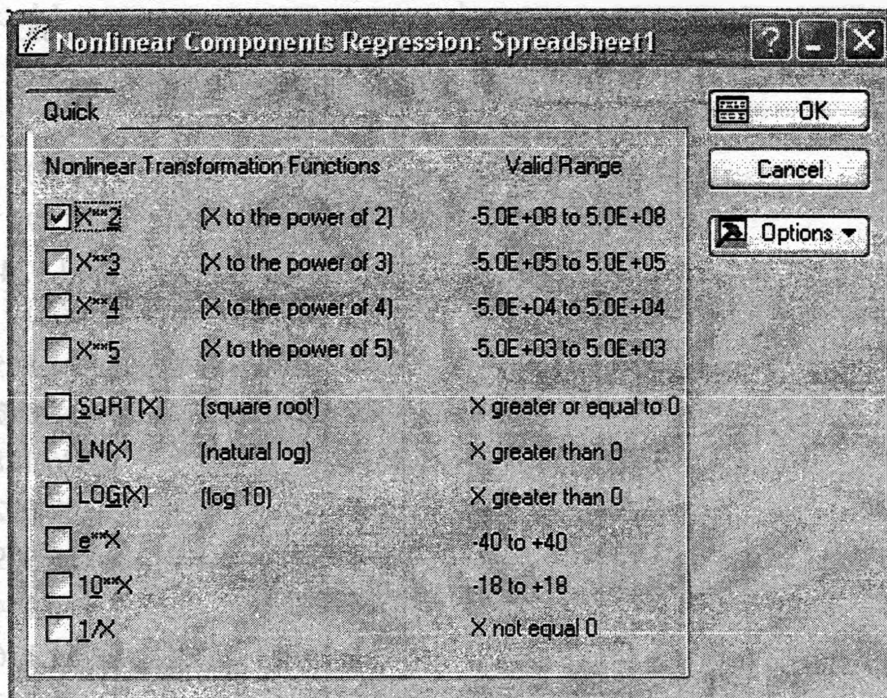 Nonlinear Components Regression: Spreadsheet1
Quick
OK
Cancel
Options
Nonlinear Transformation Functions Valid Range
X**2 (X to the power of 2) -5.0E+08 to 5.0E+08
X**3 (X to the power of 3) -5.0E+05 to 5.0E+05
X**4 (X to the power of 4) -5.0E+04 to 5.0E+04
X**5 (X to the power of 5) -5.0E+03 to 5.0E+03
SQRT(X) (square root) X greater or equal to 0
LN(X) (natural log) X greater than 0
LOG(X) (log 10) X greater than 0
e**X -40 to +40
10**X -18 to +18
1/X X not equal 0